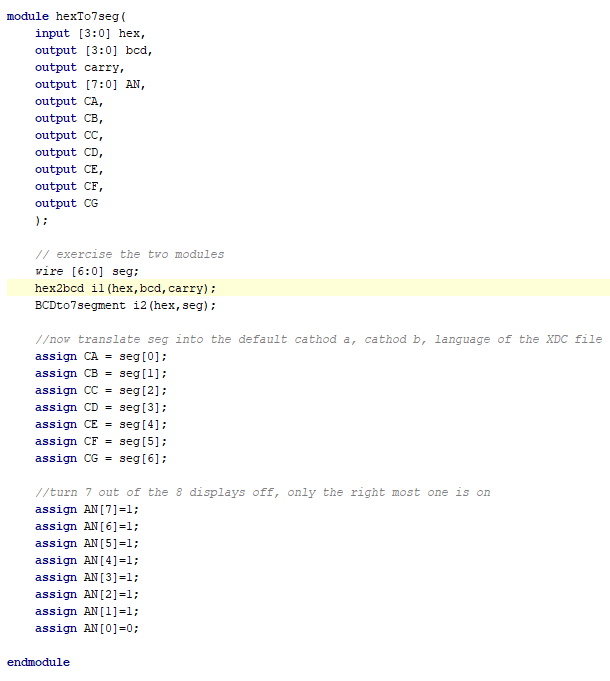 module hexTo7seg(
    input [3:0] hex,
    output [3:0] bcd,
    output carry,
    output [7:0] AN,
    output CA,
    output CB,
    output CC,
    output CD,
    output CE,
    output CF,
    output CG
    );
    // exercise the two modules
    wire [6:0] seg;
    hex2bcd i1(hex,bcd,carry);
    BCDto7segment i2(hex,seg);
    //now translate seg into the default cathod a, cathod b, language of the XDC file
    assign CA = seg[0];
    assign CB = seg[1];
    assign CC = seg[2];
    assign CD = seg[3];
    assign CE = seg[4];
    assign CF = seg[5];
    assign CG = seg[6];
    //turn 7 out of the 8 displays off, only the right most one is on
    assign AN[7]=1;
    assign AN[6]=1;
    assign AN[5]=1;
    assign AN[4]=1;
    assign AN[3]=1;
    assign AN[2]=1;
    assign AN[1]=1;
    assign AN[0]=0;
endmodule